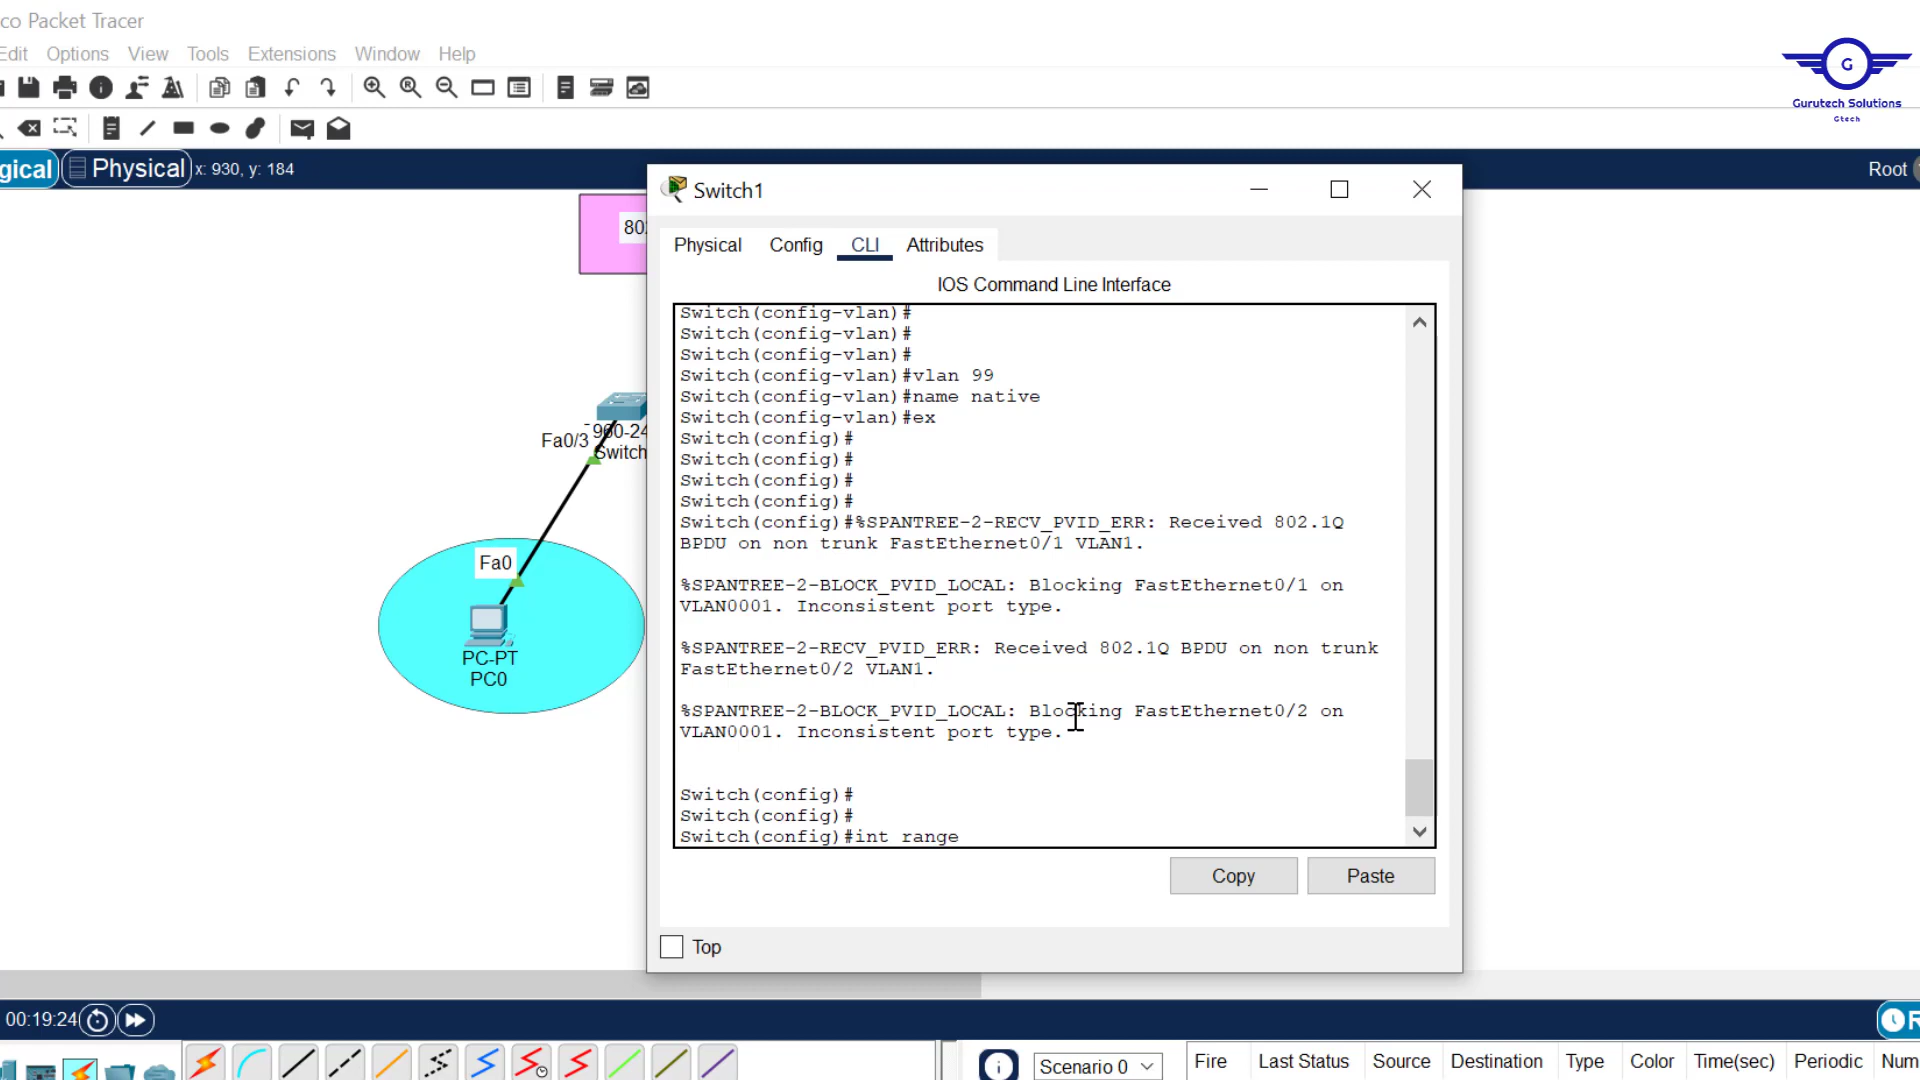 co Packet Tracer
Edit Options View Tools Extensions Window Help
G
Gurutech Solutions
Gtech
gical Physical x: 930, y: 184
Root
80
Fa0/3
960-24
Switch
Fa0
PC-PT
PC0
Switch1
Physical Config CLI Attributes
IOS Command Line Interface
Switch(config-vlan)#
Switch(config-vlan)#
Switch(config-vlan)#
Switch(config-vlan)#vlan 99
Switch(config-vlan)#name native
Switch(config-vlan)#ex
Switch(config)#
Switch(config)#
Switch(config)#
Switch(config)#
Switch(config)#%SPANTREE-2-RECV_PVID_ERR: Received 802.1Q
BPDU on non trunk FastEthernet0/1 VLAN1.
%SPANTREE-2-BLOCK_PVID_LOCAL: Blocking FastEthernet0/1 on
VLAN0001. Inconsistent port type.
%SPANTREE-2-RECV_PVID_ERR: Received 802.1Q BPDU on non trunk
FastEthernet0/2 VLAN1.
%SPANTREE-2-BLOCK_PVID_LOCAL: Blocking FastEthernet0/2 on
VLAN0001. Inconsistent port type.
Switch(config)#
Switch(config)#
Switch(config)#int range
Copy Paste
Top
00:19:24
R
Scenario 0
Fire Last Status Source Destination Type Color Time(sec) Periodic Num